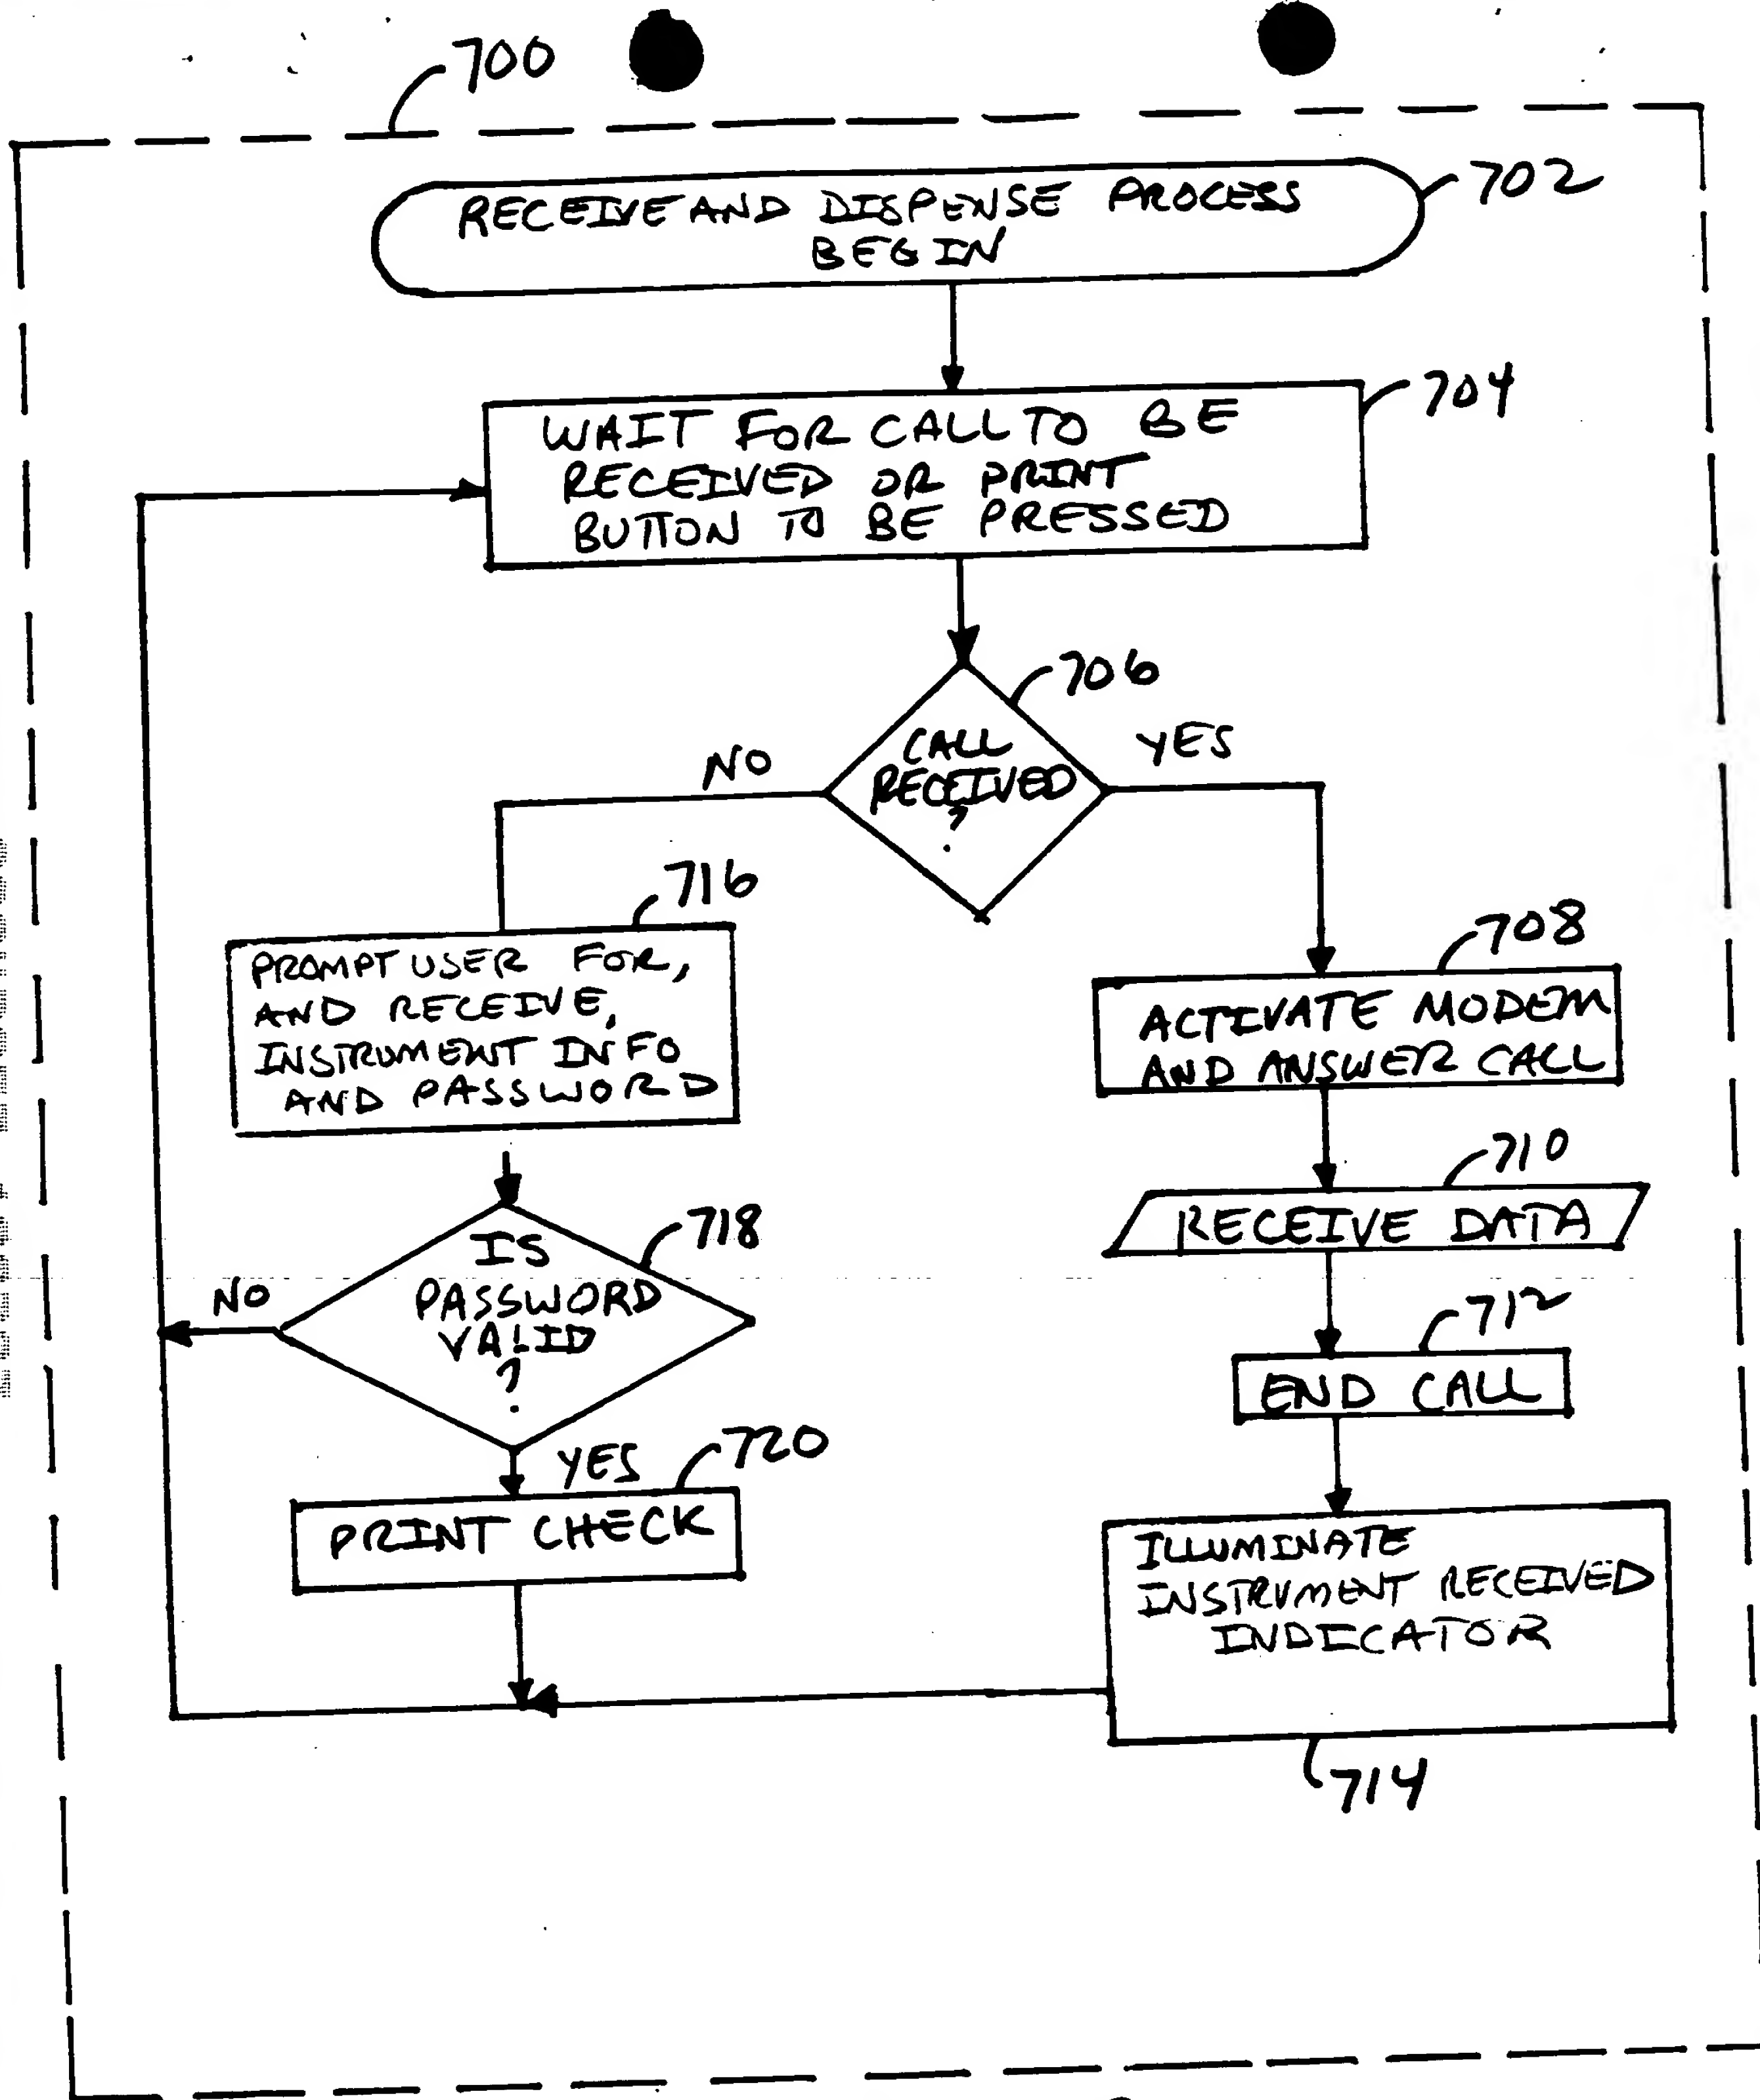 700
RECEIVE AND DISPENSE PROCESS
BEGIN
702
WAIT FOR CALL TO BE
RECEIVED OR PRINT
BUTTON TO BE PRESSED
704
706
CALL
RECEIVED
?
NO
YES
716
PROMPT USER FOR,
AND RECEIVE,
INSTRUMENT INFO
AND PASSWORD
708
ACTIVATE MODEM
AND ANSWER CALL
710
RECEIVE DATA
718
IS
PASSWORD
VALID
?
NO
YES
712
END CALL
720
PRINT CHECK
ILLUMINATE
INSTRUMENT RECEIVED
INDICATOR
714